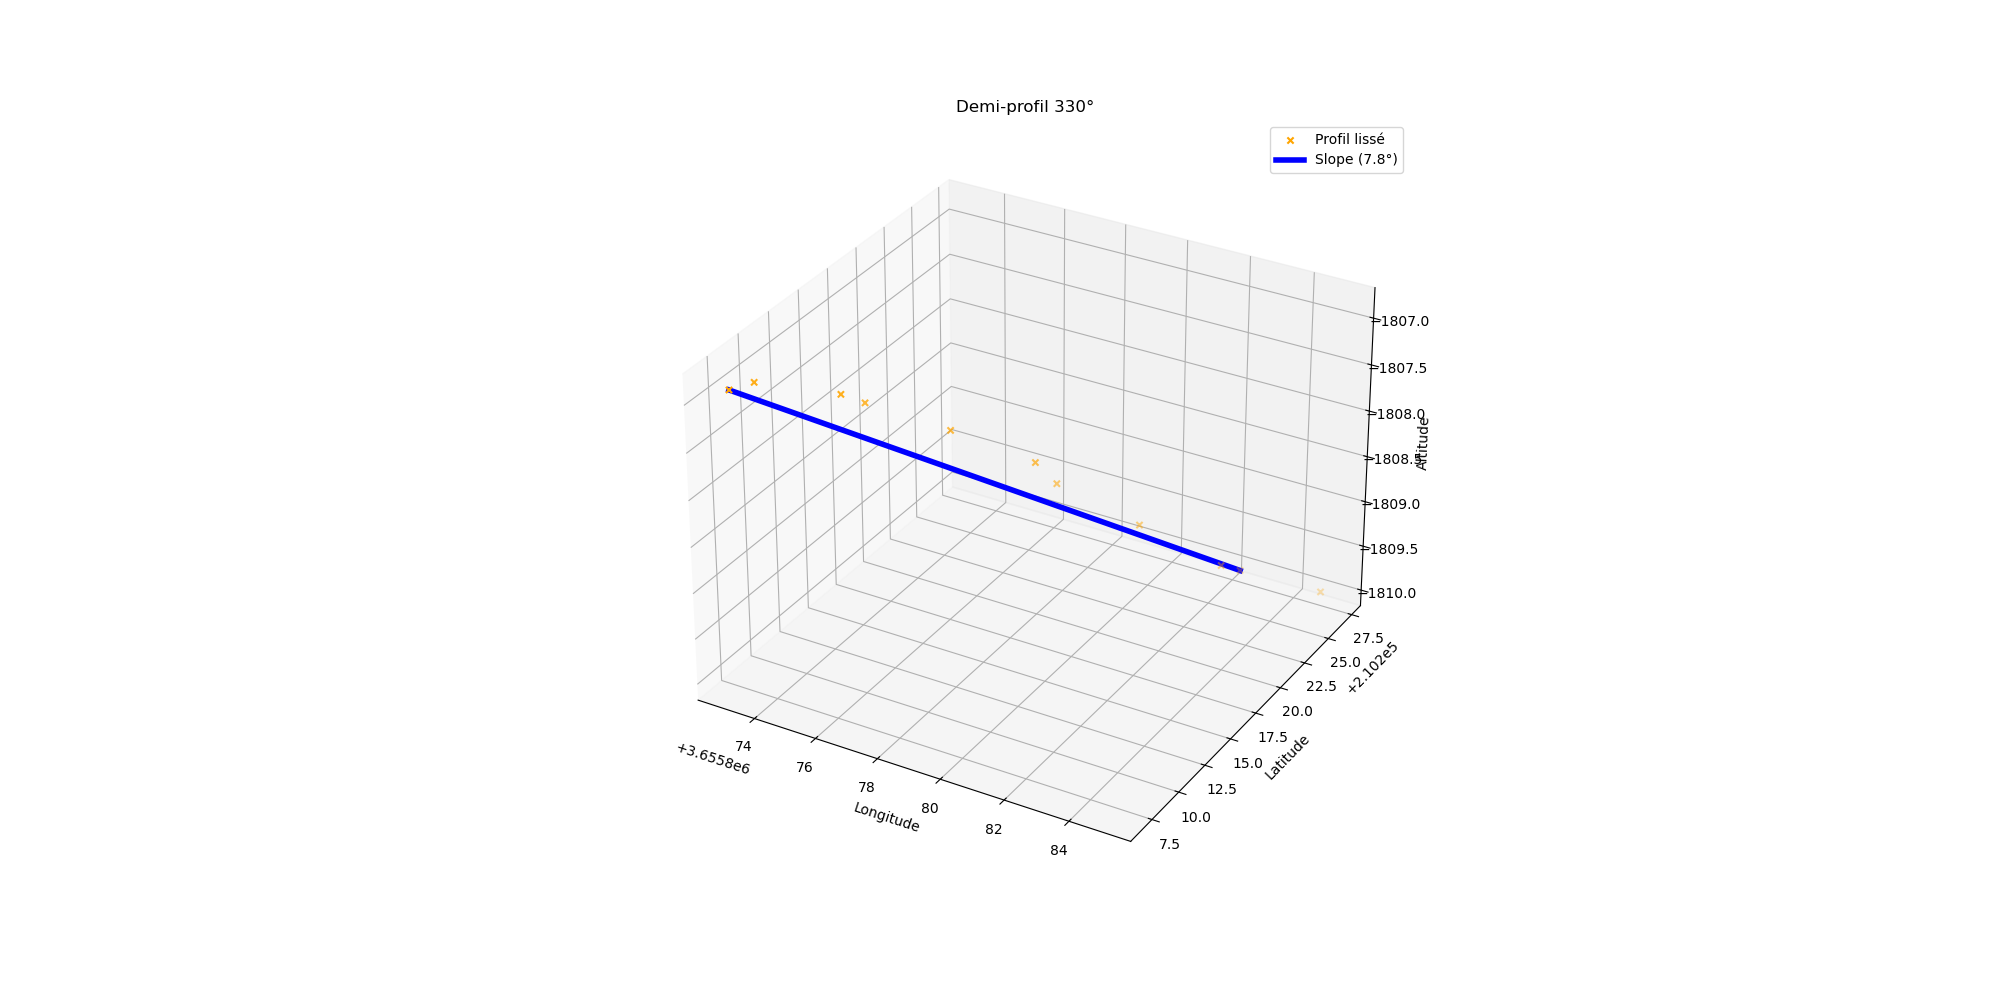 Demi-profil 330°
Profil lissé
Slope (7.8°)
−1807.0
−1807.5
−1808.0
−1808.5
−1809.0
−1809.5
−1810.0
Altitude
27.5
25.0
22.5
20.0
17.5
15.0
12.5
10.0
7.5
+2.102e5
Latitude
74
76
78
80
82
84
+3.6558e6
Longitude